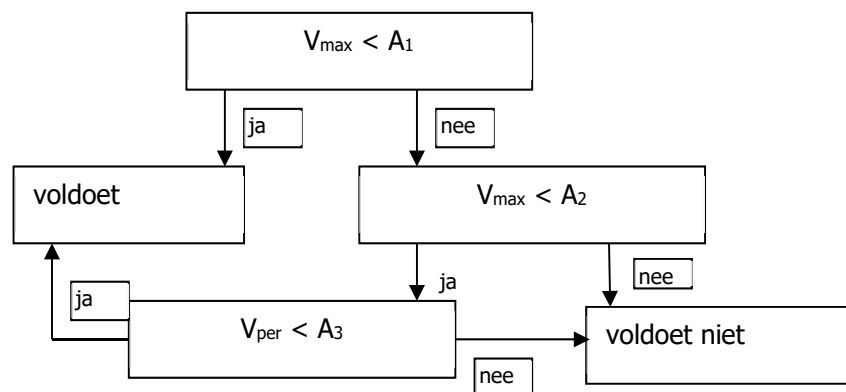 Vmax < A1
ja
nee
voldoet
Vmax < A2
ja
nee
ja
Vper < A3
nee
voldoet niet